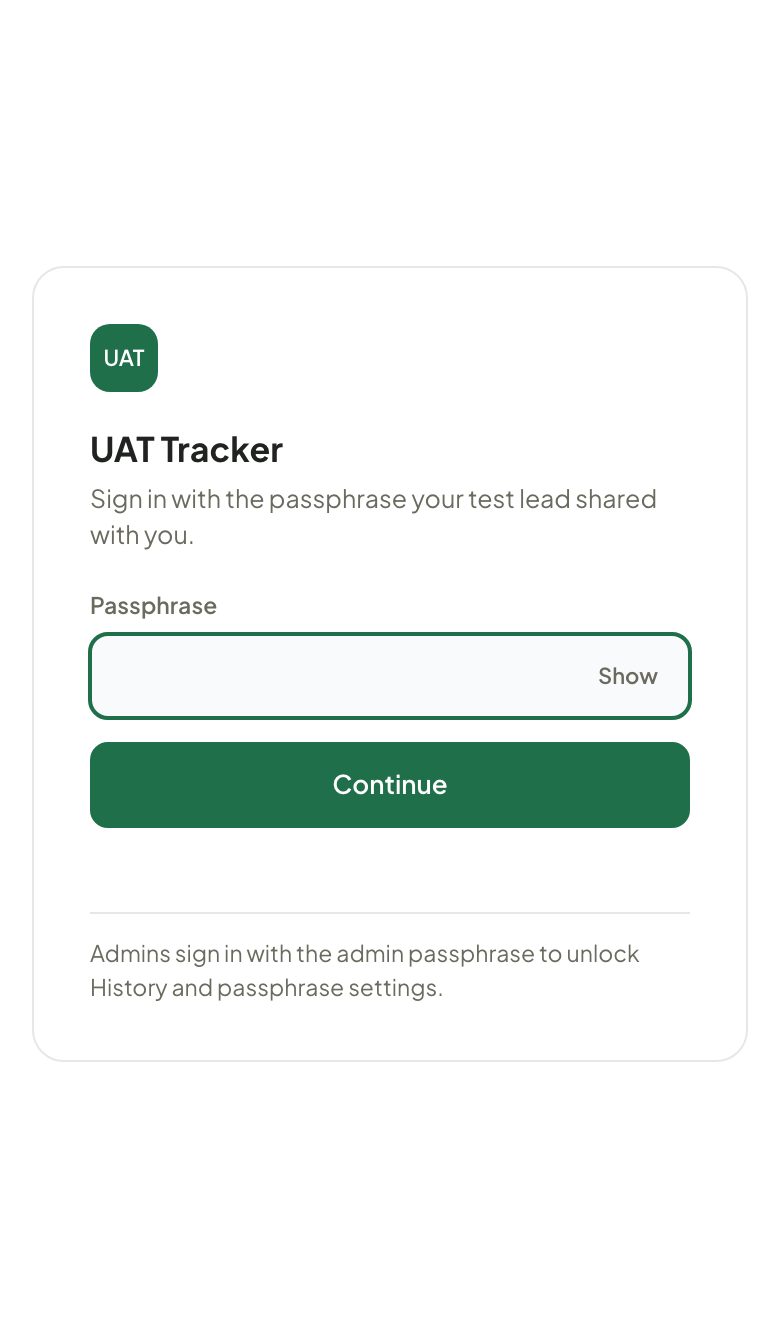 UAT
UAT Tracker
Sign in with the passphrase your test lead shared
with you.
Passphrase
Show
Continue
Admins sign in with the admin passphrase to unlock
History and passphrase settings.